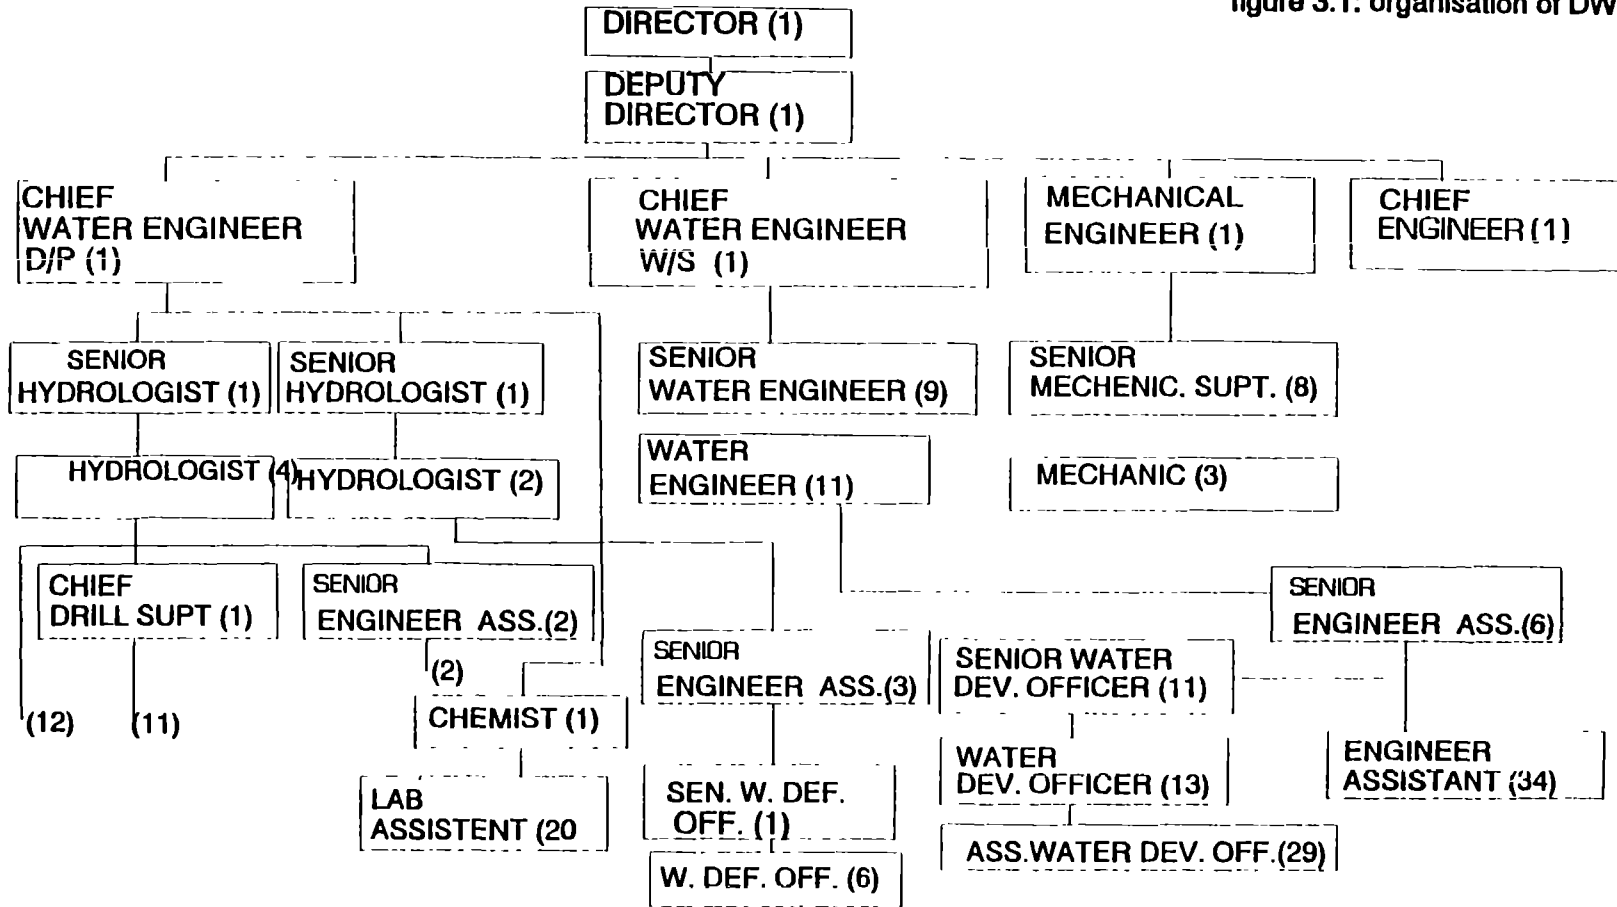 figure 3.1: organisation of DW
DIRECTOR (1)
DEPUTY
DIRECTOR (1)
CHIEF
WATER ENGINEER
D/P (1)
CHIEF
WATER ENGINEER
W/S (1)
MECHANICAL
ENGINEER (1)
CHIEF
ENGINEER (1)
SENIOR
HYDROLOGIST (1)
SENIOR
HYDROLOGIST (1)
SENIOR
WATER ENGINEER (9)
SENIOR
MECHENIC. SUPT. (8)
HYDROLOGIST (4)
HYDROLOGIST (2)
WATER
ENGINEER (11)
MECHANIC (3)
CHIEF
DRILL SUPT (1)
SENIOR
ENGINEER ASS.(2)
SENIOR
ENGINEER ASS.(6)
(2)
SENIOR
ENGINEER ASS.(3)
SENIOR WATER
DEV. OFFICER (11)
(12)
(11)
CHEMIST (1)
LAB
ASSISTENT (20
SEN. W. DEF.
OFF. (1)
WATER
DEV. OFFICER (13)
ENGINEER
ASSISTANT (34)
W. DEF. OFF. (6)
ASS.WATER DEV. OFF.(29)